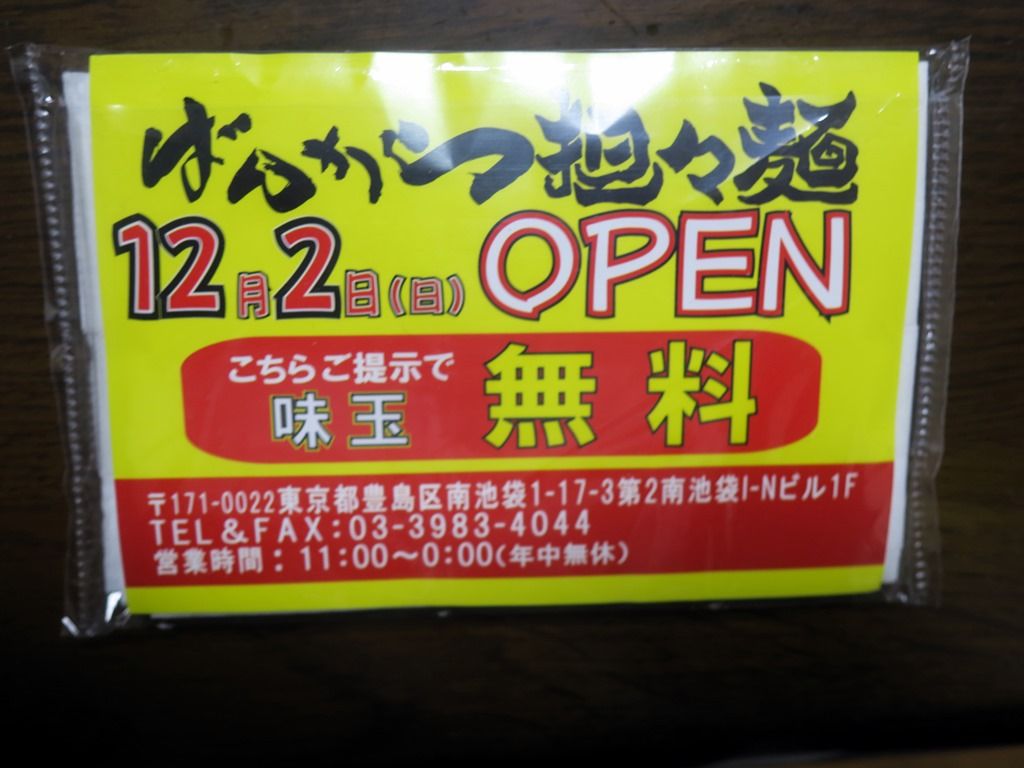 ばんから担々麺
12月2日(日) OPEN
こちらご提示で
味玉 無料
〒171-0022東京都豊島区南池袋1-17-3第2南池袋I-Nビル1F
TEL&FAX:03-3983-4044
営業時間:11:00～0:00(年中無休)